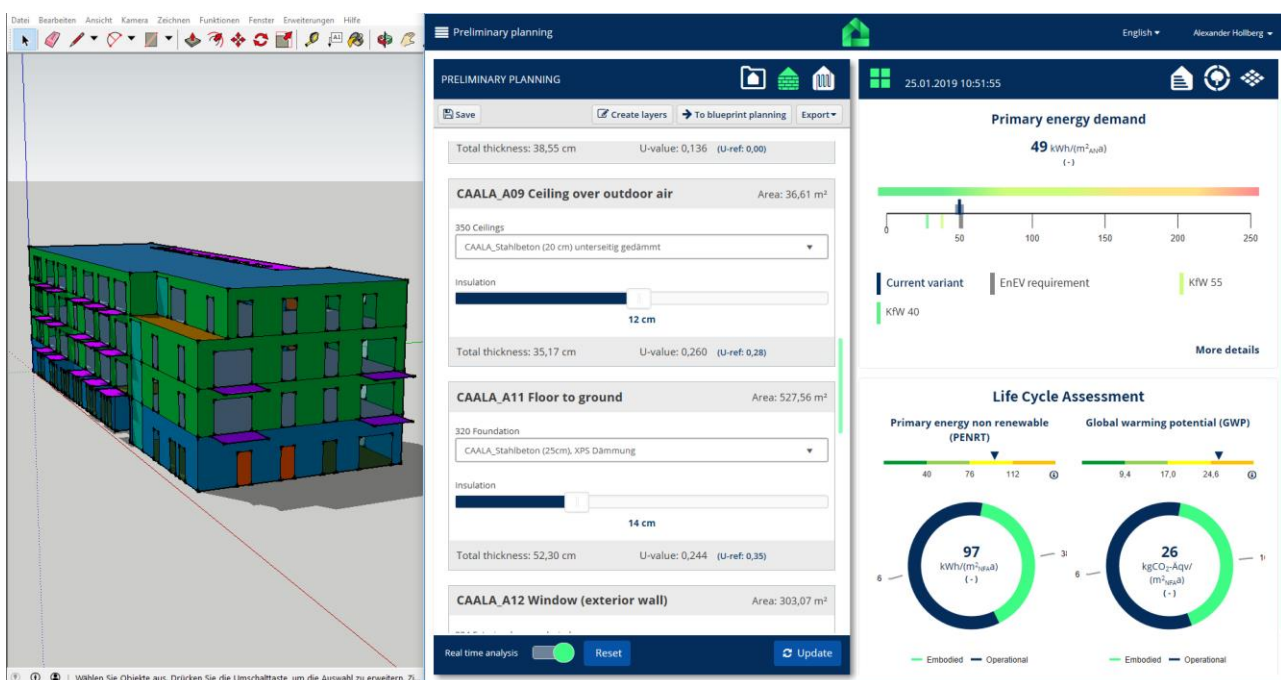 Datei Bearbeiten Ansicht Kamera Zeichnen Funktionen Fenster Erweiterungen Hilfe
A1
Wählen Sie Objekte aus. Drücken Sie die Umschalttaste, um die Auswahl zu erweitern. Zi...
Preliminary planning
English
Alexander Hollberg
PRELIMINARY PLANNING
Save
Create layers
To blueprint planning
Export
Total thickness: 38,55 cm U-value: 0,136 (U-ref: 0,00)
CAALA_A09 Ceiling over outdoor air Area: 36,61 m²
350 Ceilings
CAALA_Stahlbeton (20 cm) unterseitig gedämmt
Insulation
12 cm
Total thickness: 35,17 cm U-value: 0,260 (U-ref: 0,28)
CAALA_A11 Floor to ground Area: 527,56 m²
320 Foundation
CAALA_Stahlbeton (25cm), XPS Dämmung
Insulation
14 cm
Total thickness: 52,30 cm U-value: 0,244 (U-ref: 0,35)
CAALA_A12 Window (exterior wall) Area: 303,07 m²
Real time analysis
Reset
Update
25.01.2019 10:51:55
Primary energy demand
49 kWh/(m²ANa)
(-)
0 50 100 150 200 250
Current variant EnEV requirement KfW 55
KfW 40
More details
Life Cycle Assessment
Primary energy non renewable
(PENRT)
40 76 112
97
kWh/(m²NFAa)
(-)
6
Embodied Operational
Global warming potential (GWP)
9,4 17,0 24,6
26
kgCO₂-Äqv/
(m²NFAa)
(-)
6
Embodied Operational